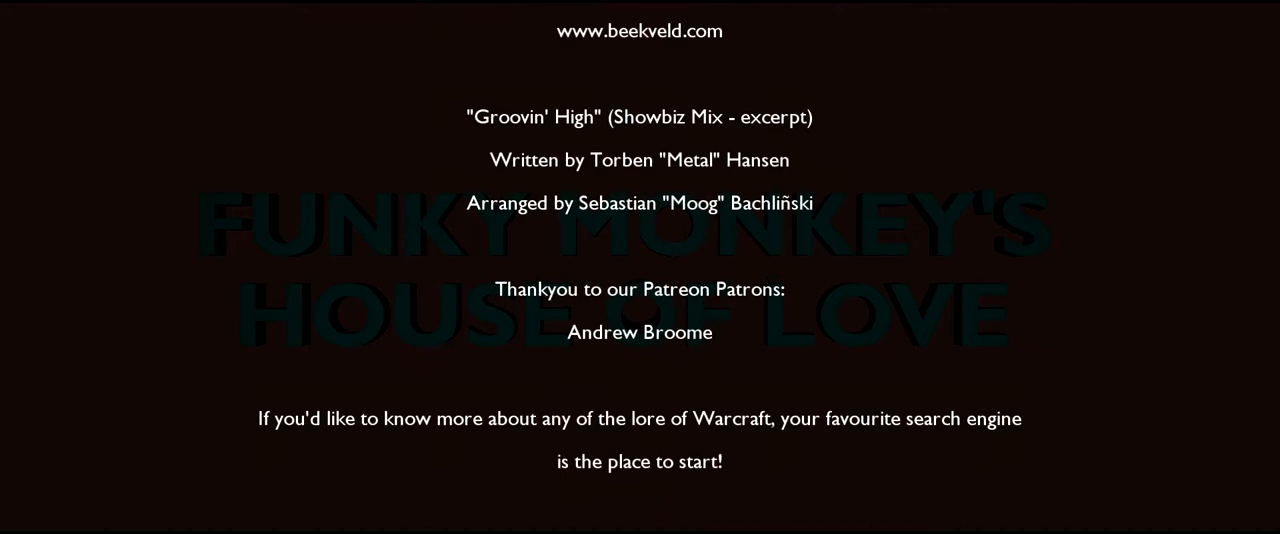 www.beekveld.com
"Groovin' High" (Showbiz Mix - excerpt)
Written by Torben "Metal" Hansen
Arranged by Sebastian "Moog" Bachliñski
FUNKY MONKEY'S
HOUSE OF LOVE
Thankyou to our Patreon Patrons:
Andrew Broome
If you'd like to know more about any of the lore of Warcraft, your favourite search engine
is the place to start!